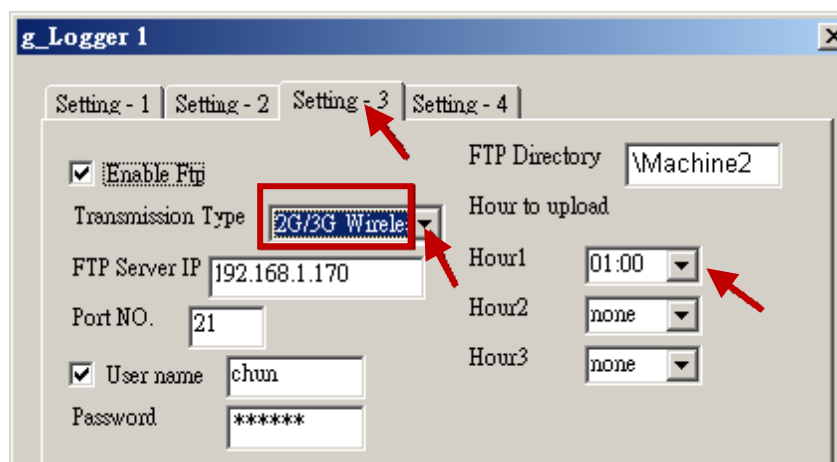 g_Logger 1
Setting - 1 Setting - 2 Setting - 3 Setting - 4
Enable Ftp
Transmission Type 2G/3G Wirele
FTP Server IP 192.168.1.170
Port NO. 21
User name chun
Password ******
FTP Directory \Machine2
Hour to upload
Hour1 01:00
Hour2 none
Hour3 none